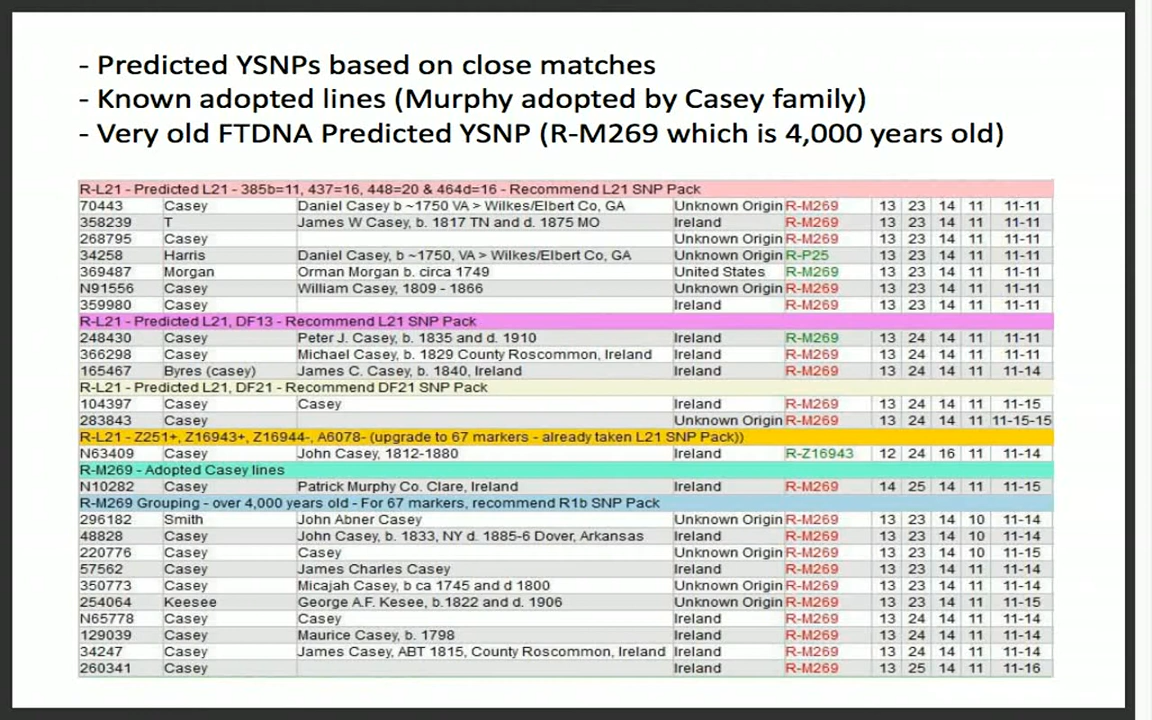 - Predicted YSNPs based on close matches
- Known adopted lines (Murphy adopted by Casey family)
- Very old FTDNA Predicted YSNP (R-M269 which is 4,000 years old)
R-L21 - Predicted L21 - 385b=11, 437=16, 448=20 & 464d=16 - Recommend L21 SNP Pack
70443 Casey Daniel Casey b ~1750 VA > Wilkes/Elbert Co, GA Unknown Origin R-M269 13 23 14 11 11-11
358239 T James W Casey, b. 1817 TN and d. 1875 MO Ireland R-M269 13 23 14 11 11-11
268795 Casey Unknown Origin R-M269 13 23 14 11 11-11
34258 Harris Daniel Casey, b ~1750, VA > Wilkes/Elbert Co, GA Unknown Origin R-P25 13 23 14 11 11-11
369487 Morgan Orman Morgan b. circa 1749 United States R-M269 13 23 14 11 11-11
N91556 Casey William Casey, 1809 - 1866 Unknown Origin R-M269 13 23 14 11 11-11
359980 Casey Ireland R-M269 13 23 14 11 11-11
R-L21 - Predicted L21, DF13 - Recommend L21 SNP Pack
248430 Casey Peter J. Casey, b. 1835 and d. 1910 Ireland R-M269 13 24 14 11 11-11
366298 Casey Michael Casey, b. 1829 County Roscommon, Ireland Ireland R-M269 13 24 14 11 11-11
165467 Byres (casey) James C. Casey, b. 1840, Ireland Ireland R-M269 13 24 14 11 11-14
R-L21 - Predicted L21, DF21 - Recommend DF21 SNP Pack
104397 Casey Casey Ireland R-M269 13 24 14 11 11-15
283843 Casey Unknown Origin R-M269 13 24 14 11 11-15-15
R-L21 - Z251+, Z16943+, Z16944-, A6078- (upgrade to 67 markers - already taken L21 SNP Pack))
N63409 Casey John Casey, 1812-1880 Ireland R-Z16943 12 24 16 11 11-14
R-M269 - Adopted Casey lines
N10282 Casey Patrick Murphy Co. Clare, Ireland Ireland R-M269 14 25 14 11 11-15
R-M269 Grouping - over 4,000 years old - For 67 markers, recommend R1b SNP Pack
296182 Smith John Abner Casey Unknown Origin R-M269 13 23 14 10 11-14
48828 Casey John Casey, b. 1833, NY d. 1885-6 Dover, Arkansas Ireland R-M269 13 23 14 10 11-14
220776 Casey Casey Unknown Origin R-M269 13 23 14 10 11-15
57562 Casey James Charles Casey Ireland R-M269 13 23 14 11 11-14
350773 Casey Micajah Casey, b ca 1745 and d 1800 Unknown Origin R-M269 13 23 14 11 11-14
254064 Keesee George A.F. Kesee, b.1822 and d. 1906 Unknown Origin R-M269 13 23 14 11 11-15
N65778 Casey Casey Ireland R-M269 13 24 14 11 11-14
129039 Casey Maurice Casey, b. 1798 Ireland R-M269 13 24 14 11 11-14
34247 Casey James Casey, ABT 1815, County Roscommon, Ireland Ireland R-M269 13 24 14 11 11-14
260341 Casey Ireland R-M269 13 25 14 11 11-16